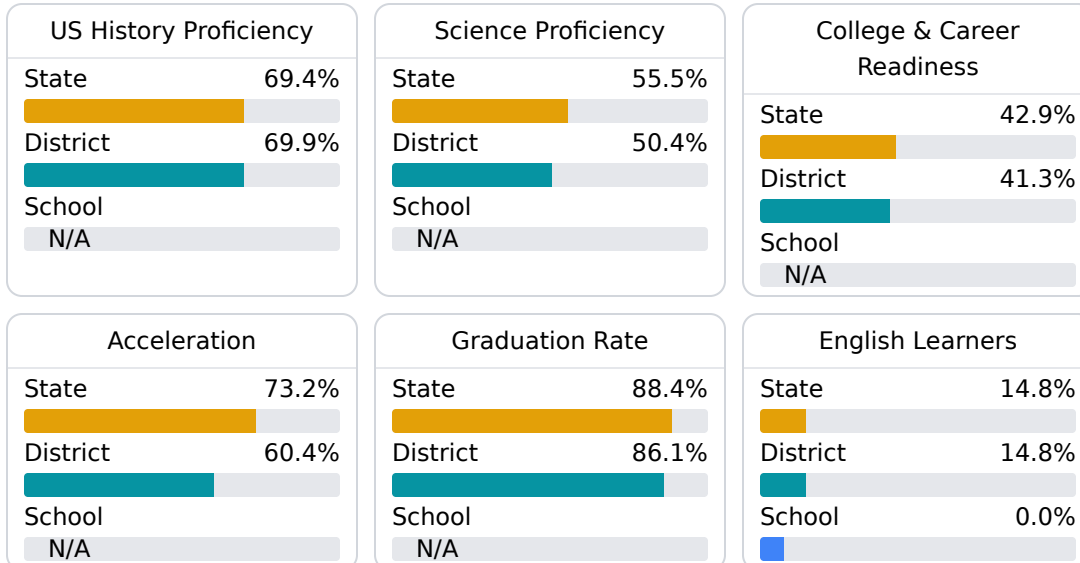 US History Proficiency
State 69.4%
District 69.9%
School
N/A
Science Proficiency
State 55.5%
District 50.4%
School
N/A
College & Career
Readiness
State 42.9%
District 41.3%
School
N/A
Acceleration
State 73.2%
District 60.4%
School
N/A
Graduation Rate
State 88.4%
District 86.1%
School
N/A
English Learners
State 14.8%
District 14.8%
School 0.0%